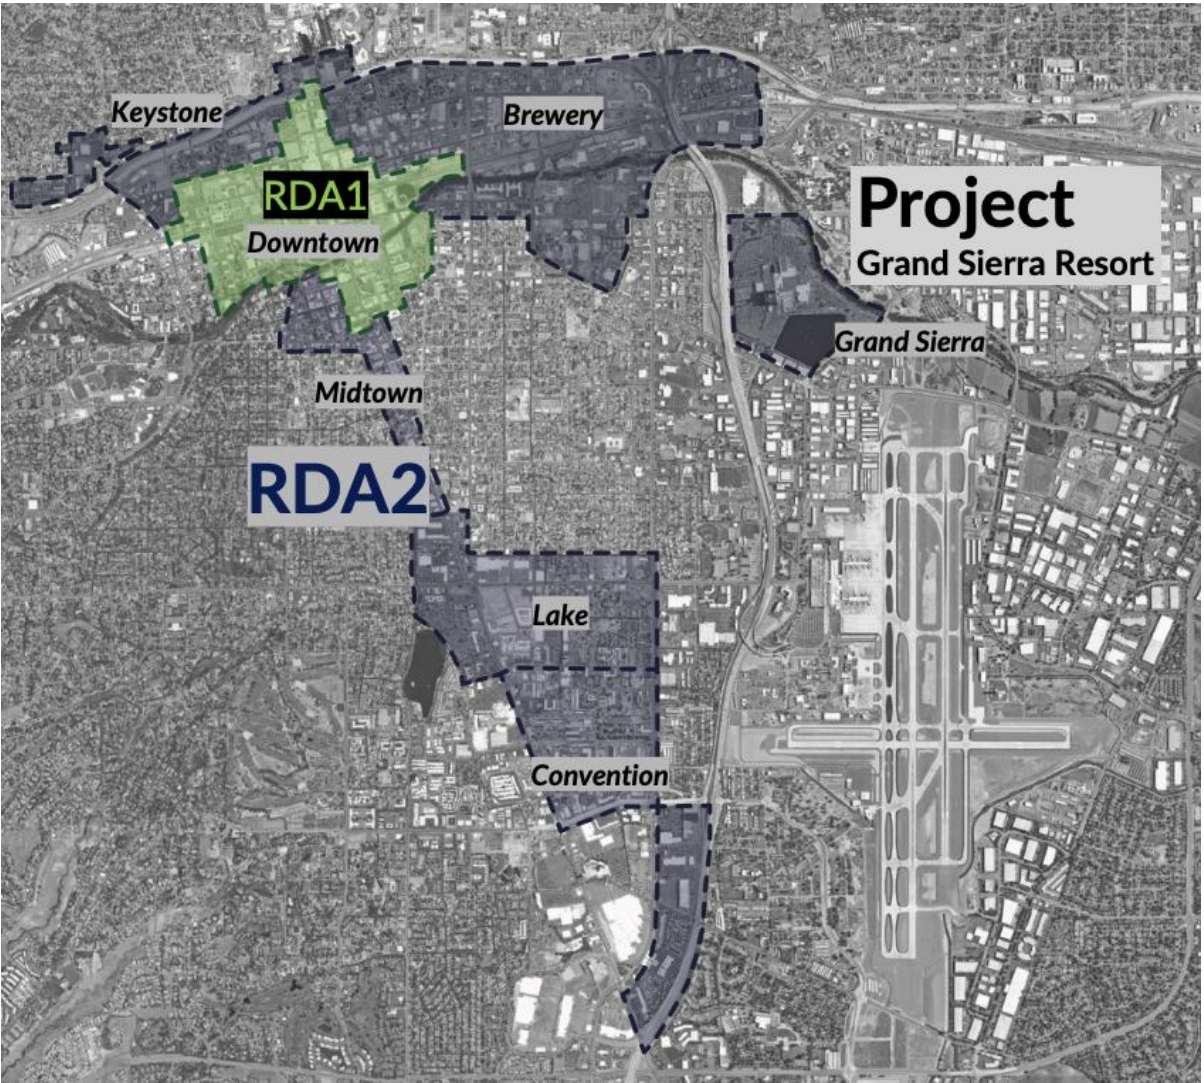 Keystone
Brewery
RDA1
Downtown
Project
Grand Sierra Resort
Grand Sierra
Midtown
RDA2
Lake
Convention